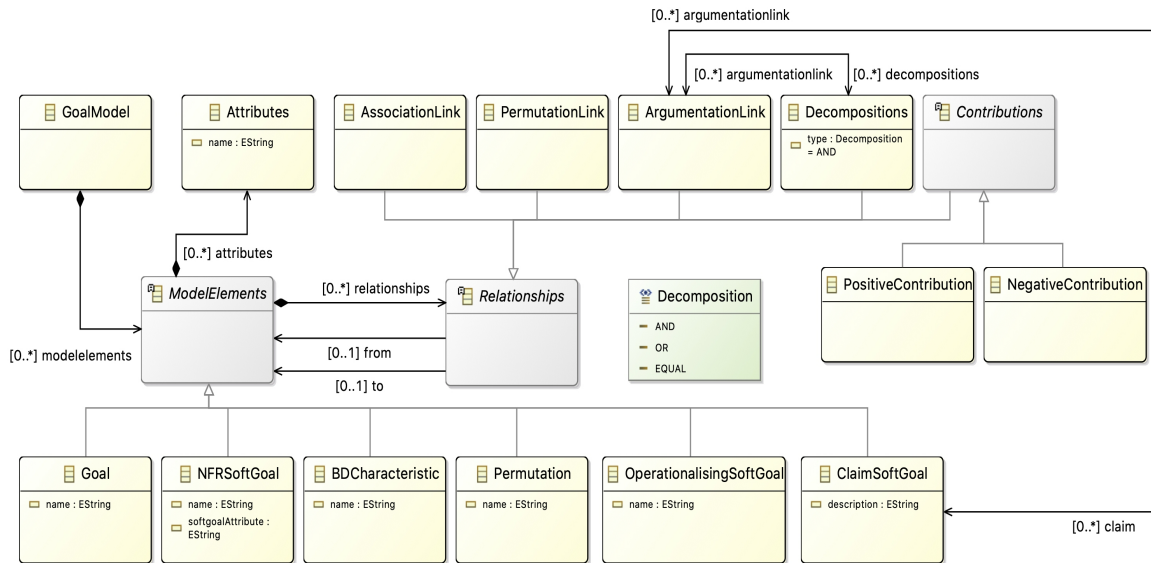 [0..*] argumentationlink
[0..*] argumentationlink
[0..*] decompositions
GoalModel
Attributes
name : EString
AssociationLink
PermutationLink
ArgumentationLink
Decompositions
type : Decomposition
= AND
Contributions
[0..*] attributes
PositiveContribution
NegativeContribution
ModelElements
[0..*] relationships
Relationships
Decomposition
AND
OR
EQUAL
[0..*] modelelements
[0..1] from
[0..1] to
Goal
name : EString
NFRSoftGoal
name : EString
softgoalAttribute :
EString
BDCharacteristic
name : EString
Permutation
name : EString
OperationalisingSoftGoal
name : EString
ClaimSoftGoal
description : EString
[0..*] claim